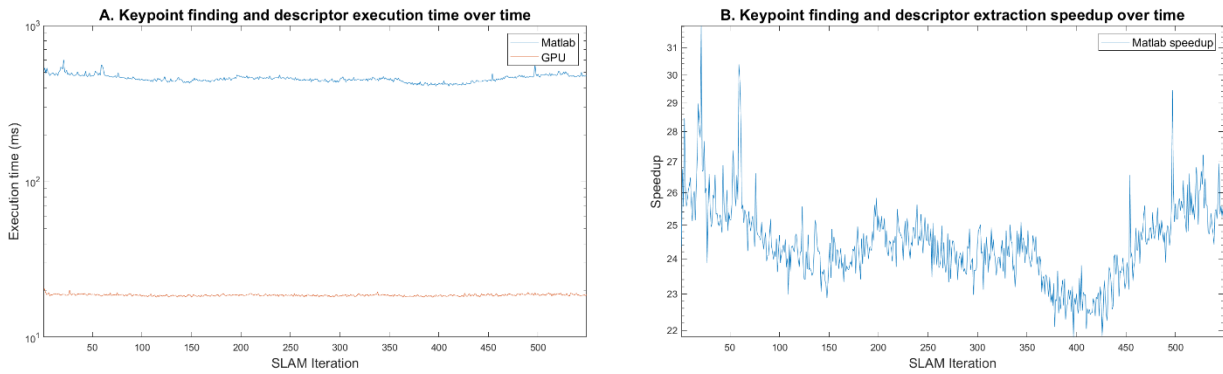 A. Keypoint finding and descriptor execution time over time
10^3
10^2
10^1
Execution time (ms)
Matlab
GPU
50 100 150 200 250 300 350 400 450 500
SLAM Iteration
B. Keypoint finding and descriptor extraction speedup over time
31
30
29
28
27
26
25
24
23
22
Speedup
Matlab speedup
50 100 150 200 250 300 350 400 450 500
SLAM Iteration